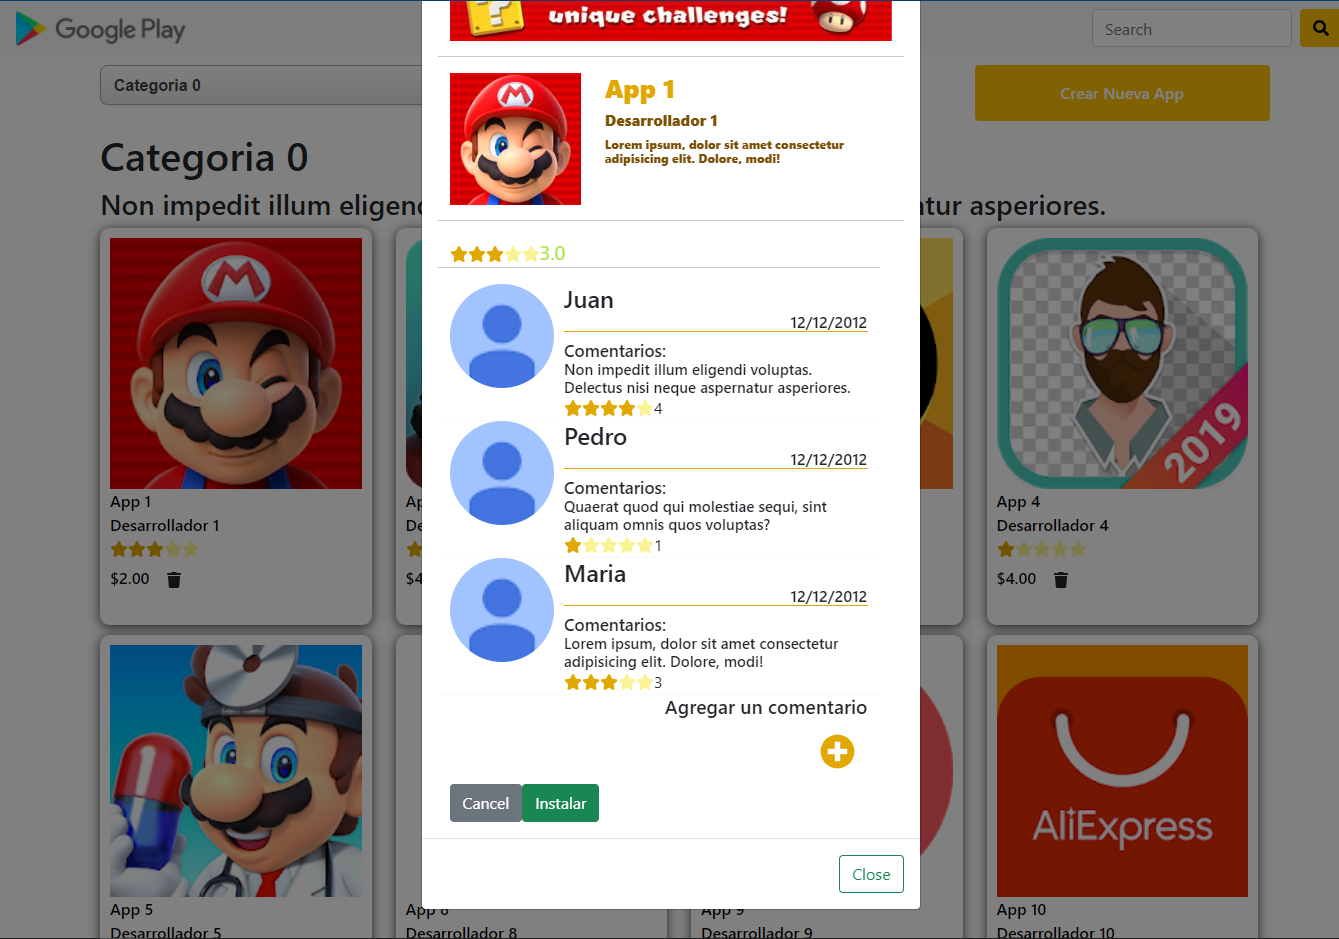 Google Play
Search
Categoria 0
Crear Nueva App
Categoria 0
Non impedit illum
asperiores.
App 1
Desarrollador 1
$2.00
App 4
Desarrollador 4
$4.00
2019
App 5
Desarrollador 5
Desarrollador 8
App 9
Desarrollador 9
AliExpress
App 10
Desarrollador 10
unique challenges!
App 1
Desarrollador 1
Lorem ipsum, dolor sit amet consectetur
adipisicing elit. Dolore, modi!
3.0
Juan
12/12/2012
Comentarios:
Non impedit illum eligendi voluptas.
Delectus nisi neque aspernatur asperiores.
4
Pedro
12/12/2012
Comentarios:
Quaerat quod qui molestiae sequi, sint
aliquam omnis quos voluptas?
1
Maria
12/12/2012
Comentarios:
Lorem ipsum, dolor sit amet consectetur
adipisicing elit. Dolore, modi!
3
Agregar un comentario
Cancel
Instalar
Close